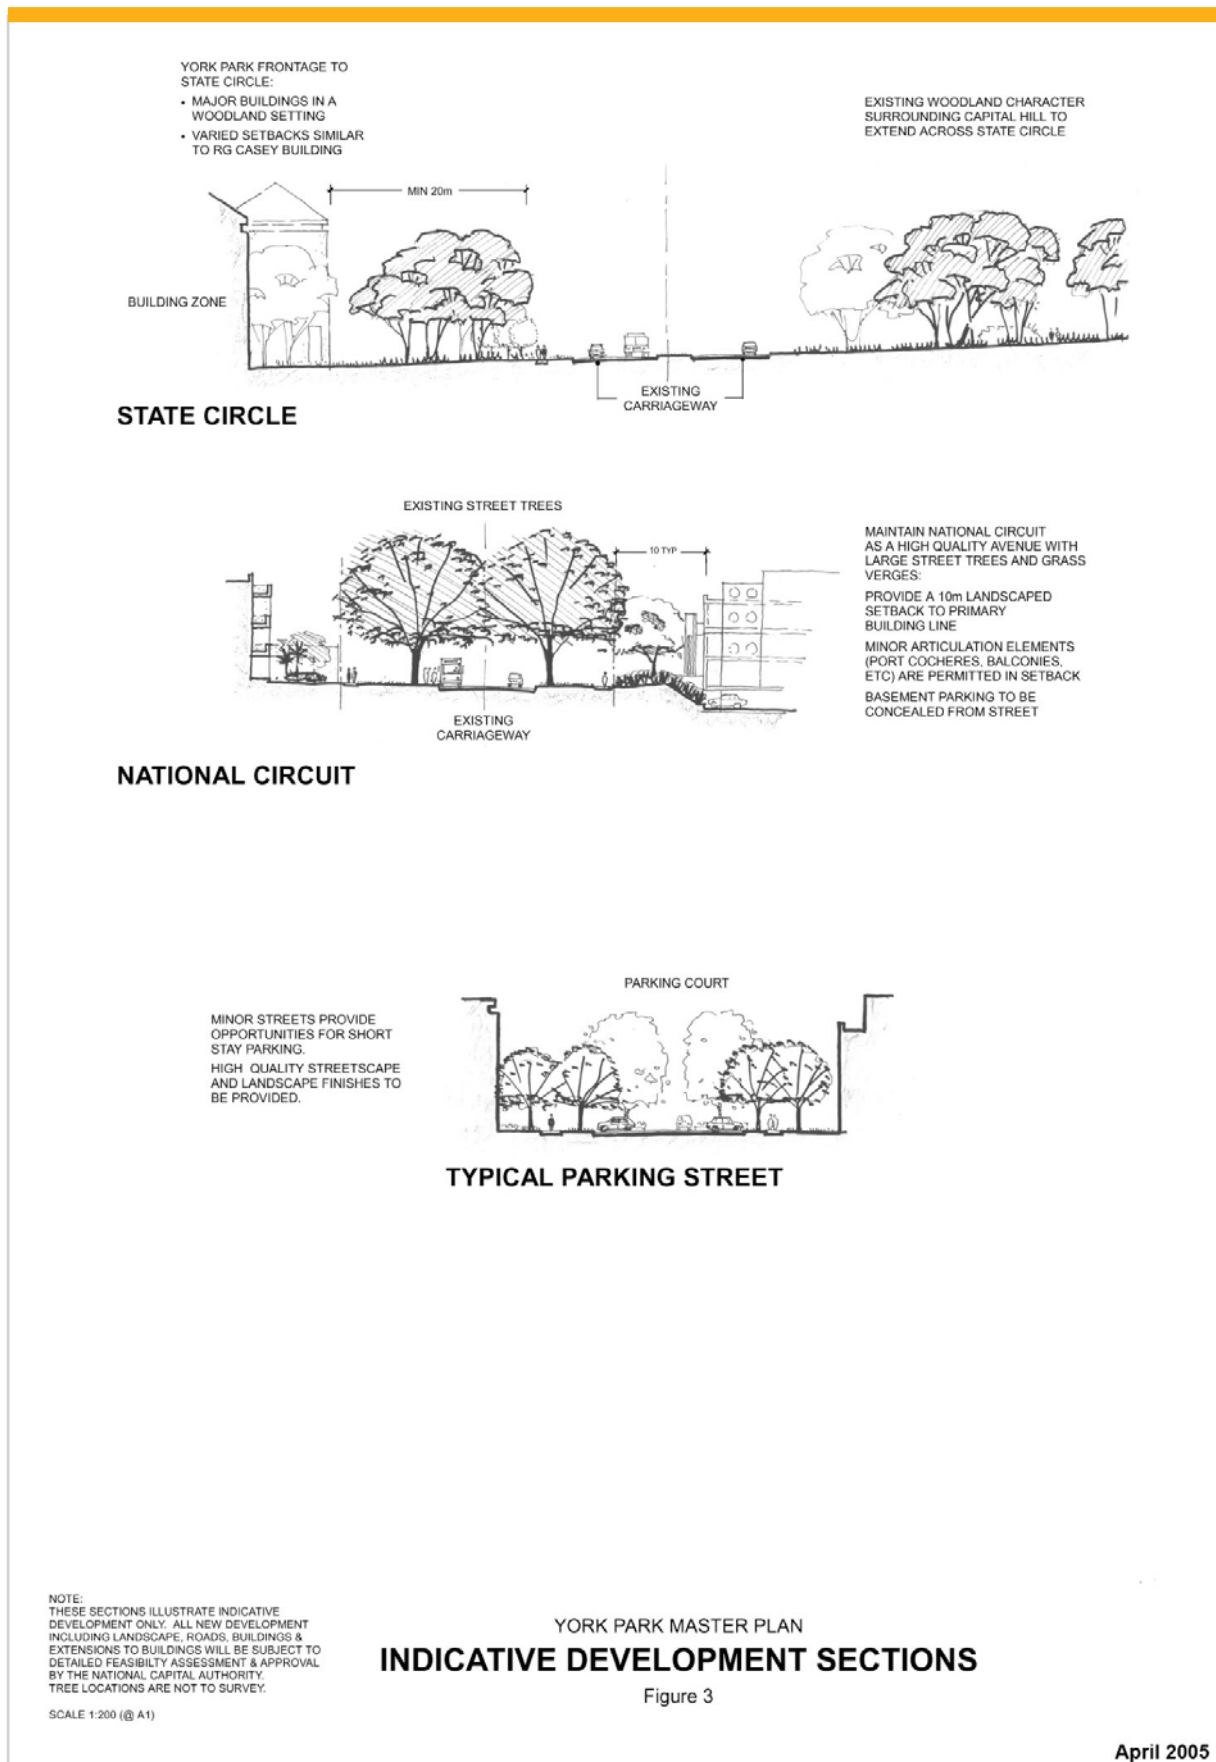 YORK PARK FRONTAGE TO
STATE CIRCLE:
• MAJOR BUILDINGS IN A
WOODLAND SETTING
• VARIED SETBACKS SIMILAR
TO RG CASEY BUILDING
EXISTING WOODLAND CHARACTER
SURROUNDING CAPITAL HILL TO
EXTEND ACROSS STATE CIRCLE
MIN 20m
BUILDING ZONE
EXISTING
CARRIAGEWAY
STATE CIRCLE
EXISTING STREET TREES
10 TYP
MAINTAIN NATIONAL CIRCUIT
AS A HIGH QUALITY AVENUE WITH
LARGE STREET TREES AND GRASS
VERGES:
PROVIDE A 10m LANDSCAPED
SETBACK TO PRIMARY
BUILDING LINE
MINOR ARTICULATION ELEMENTS
(PORT COCHERES, BALCONIES,
ETC) ARE PERMITTED IN SETBACK
BASEMENT PARKING TO BE
CONCEALED FROM STREET
EXISTING
CARRIAGEWAY
NATIONAL CIRCUIT
PARKING COURT
MINOR STREETS PROVIDE
OPPORTUNITIES FOR SHORT
STAY PARKING.
HIGH QUALITY STREETSCAPE
AND LANDSCAPE FINISHES TO
BE PROVIDED.
TYPICAL PARKING STREET
NOTE:
THESE SECTIONS ILLUSTRATE INDICATIVE
DEVELOPMENT ONLY. ALL NEW DEVELOPMENT
INCLUDING LANDSCAPE, ROADS, BUILDINGS &
EXTENSIONS TO BUILDINGS WILL BE SUBJECT TO
DETAILED FEASIBILTY ASSESSMENT & APPROVAL
BY THE NATIONAL CAPITAL AUTHORITY.
TREE LOCATIONS ARE NOT TO SURVEY.
SCALE 1:200 (@ A1)
YORK PARK MASTER PLAN
INDICATIVE DEVELOPMENT SECTIONS
Figure 3
April 2005